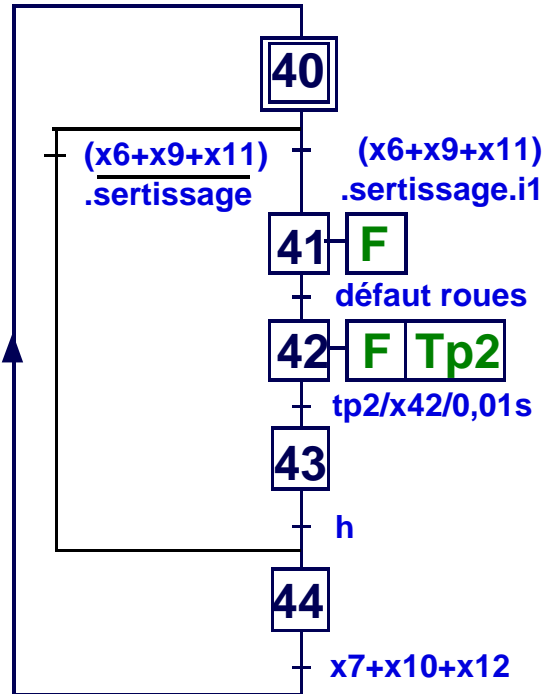 40
(x6+x9+x11)
.sertissage
(x6+x9+x11)
.sertissage.i1
41 F
défaut roues
42 F Tp2
tp2/x42/0,01s
43
h
44
x7+x10+x12